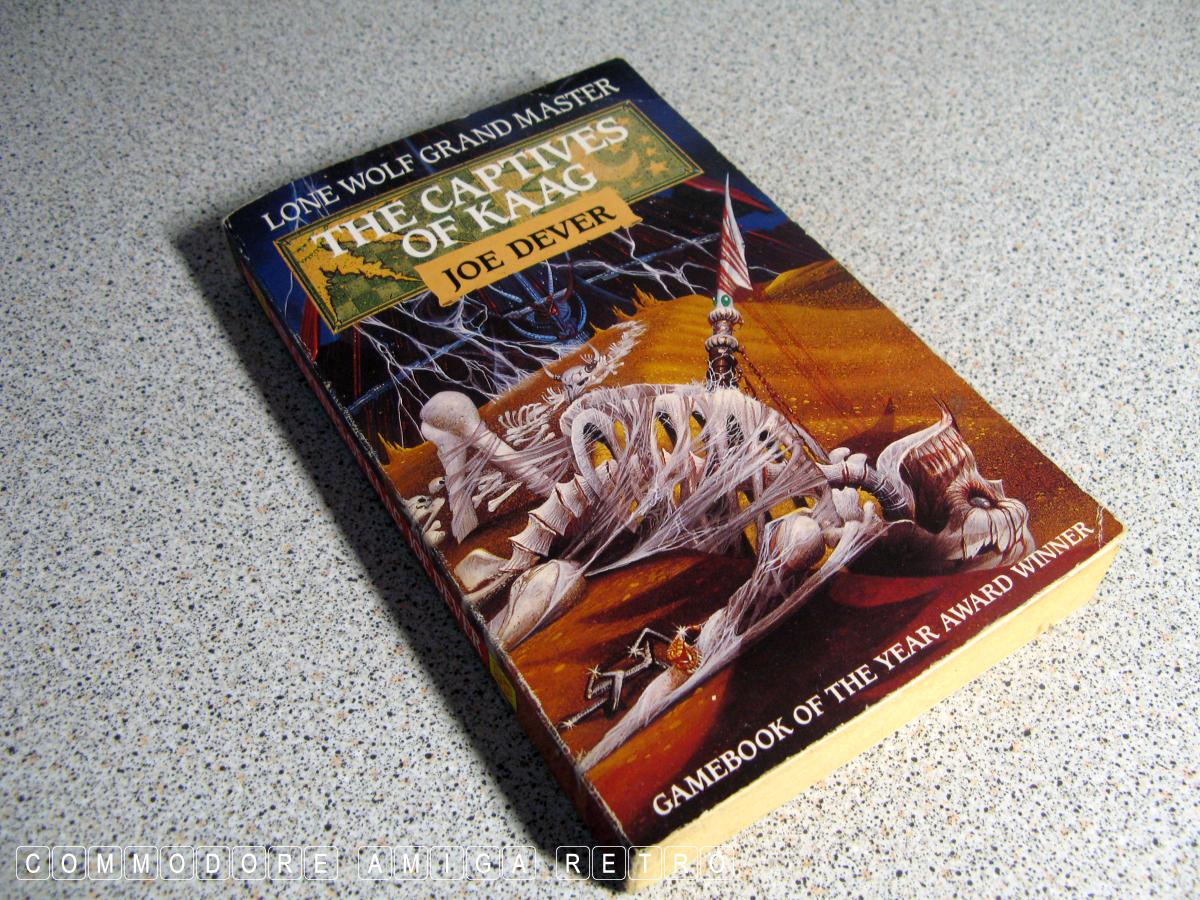 LONE WOLF GRAND MASTER
THE CAPTIVES
OF KAAG
JOE DEVER
GAMEBOOK OF THE YEAR AWARD WINNER
COMMODORE AMIGA RETRO